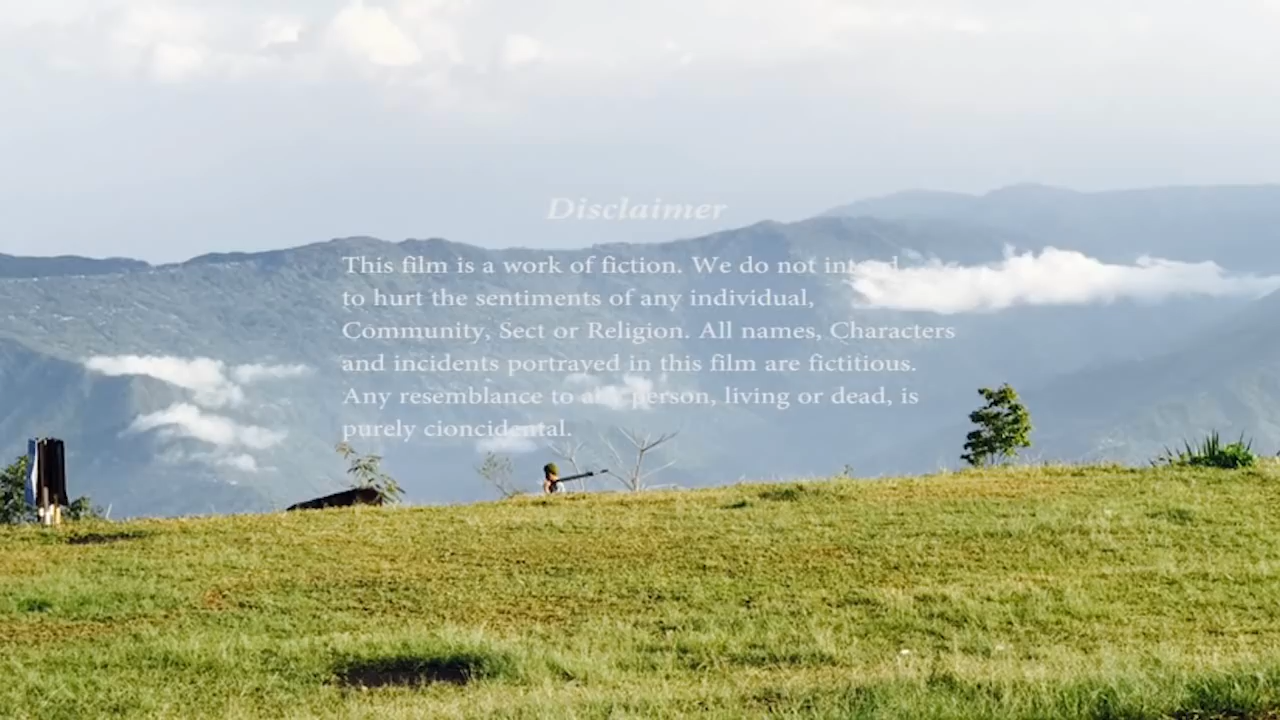 Disclaimer
This film is a work of fiction. We do not intend
to hurt the sentiments of any individual,
Community, Sect or Religion. All names, Characters
and incidents portrayed in this film are fictitious.
Any resemblance to any person, living or dead, is
purely cioncidental.